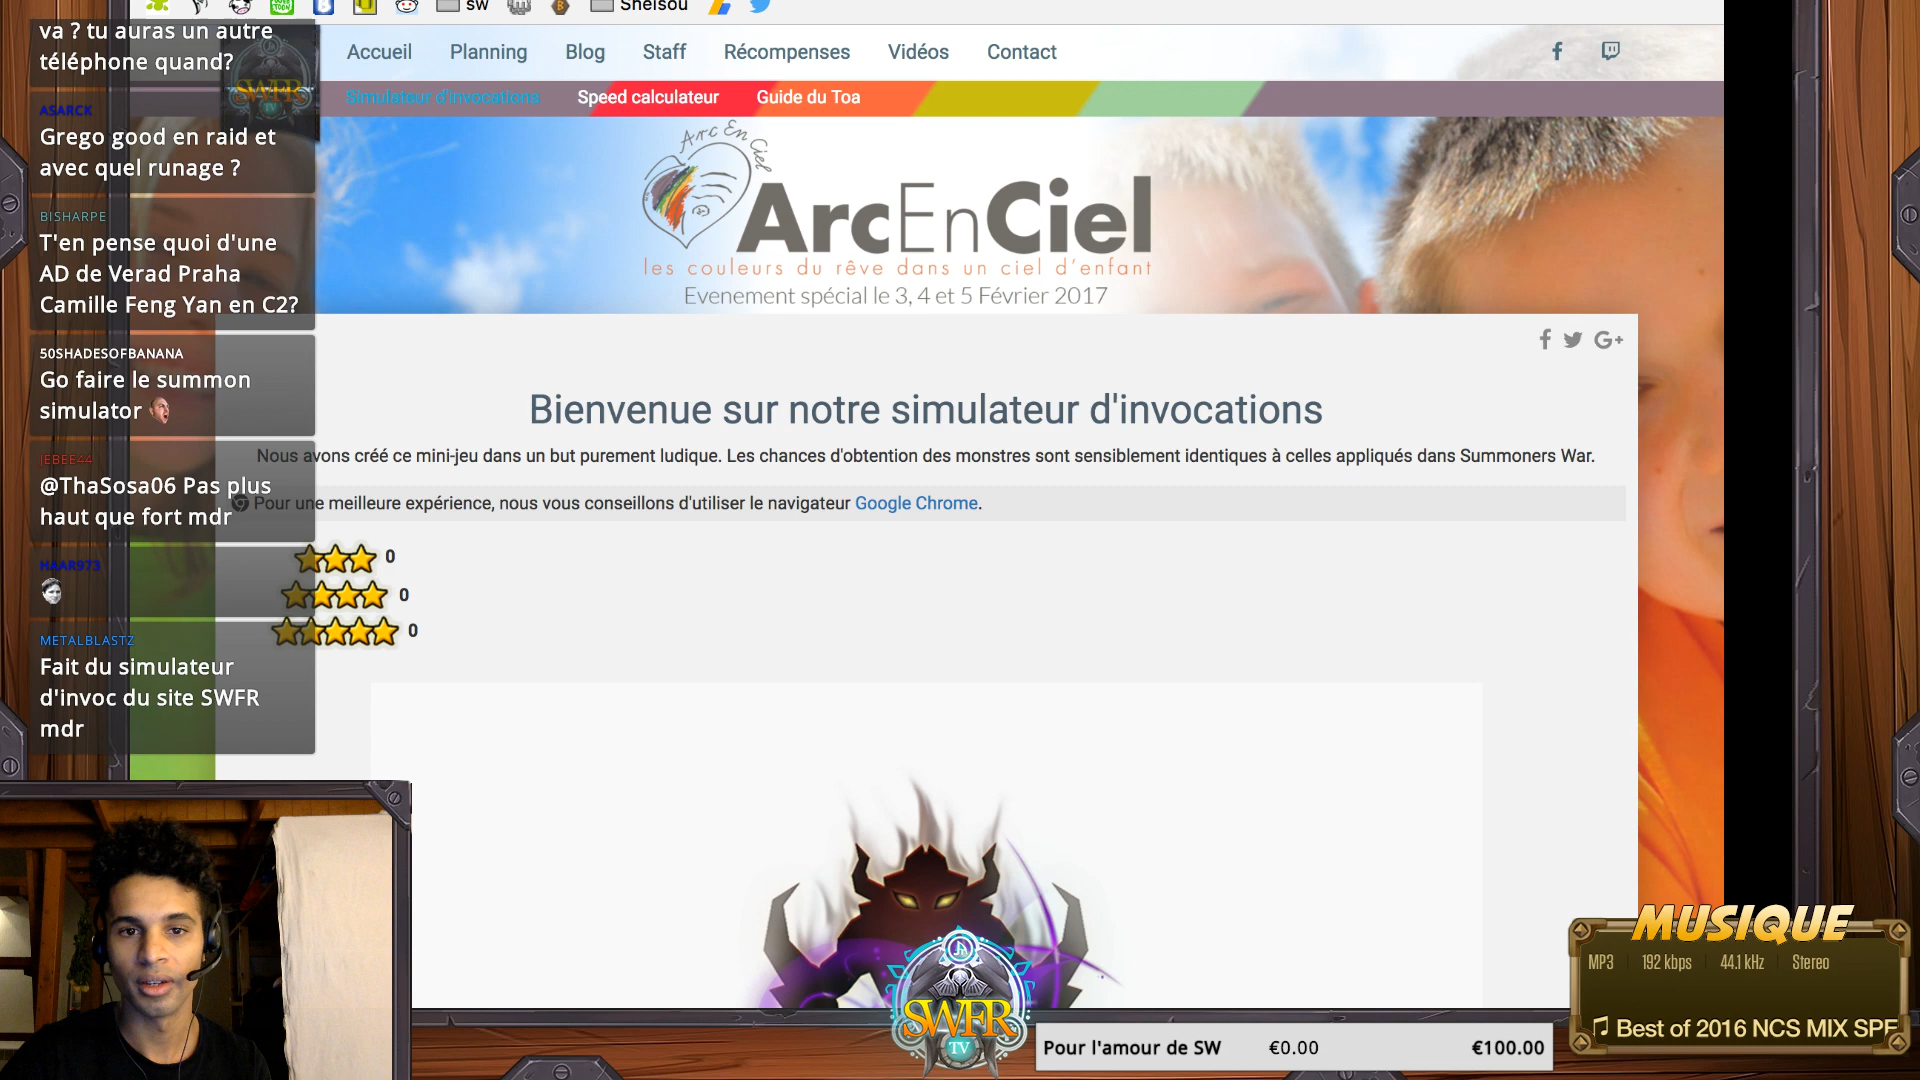 sw
Sheisou
Accueil
Planning
Blog
Staff
Récompenses
Vidéos
Contact
Simulateur d'invocations
Speed calculateur
Guide du Toa
Arc En Ciel
ArcEnCiel
les couleurs du rêve dans un ciel d'enfant
Evenement spécial le 3, 4 et 5 Février 2017
Bienvenue sur notre simulateur d'invocations
Nous avons créé ce mini-jeu dans un but purement ludique. Les chances d'obtention des monstres sont sensiblement identiques à celles appliqués dans Summoners War.
Pour une meilleure expérience, nous vous conseillons d'utiliser le navigateur Google Chrome.
0
0
0
va ? tu auras un autre
téléphone quand?
ASARCK
Grego good en raid et
avec quel runage ?
BISHARPE
T'en pense quoi d'une
AD de Verad Praha
Camille Feng Yan en C2?
50SHADESOFBANANA
Go faire le summon
simulator
JEBEE44
@ThaSosa06 Pas plus
haut que fort mdr
HAAR973
METALBLASTZ
Fait du simulateur
d'invoc du site SWFR
mdr
SWFR
TV
SWFR
TV
Pour l'amour de SW
€0.00
€100.00
MUSIQUE
MP3
192 kbps
44.1 kHz
Stereo
Best of 2016 NCS MIX SPF